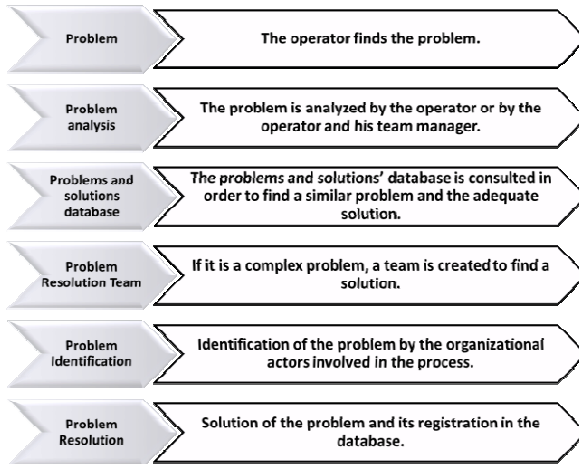 Problem
The operator finds the problem.
Problem
analysis
The problem is analyzed by the operator or by the
operator and his team manager.
Problems and
solutions
database
The problems and solutions' database is consulted in
order to find a similar problem and the adequate
solution.
Problem
Resolution Team
If it is a complex problem, a team is created to find a
solution.
Problem
Identification
Identification of the problem by the organizational
actors involved in the process.
Problem
Resolution
Solution of the problem and its registration in the
database.